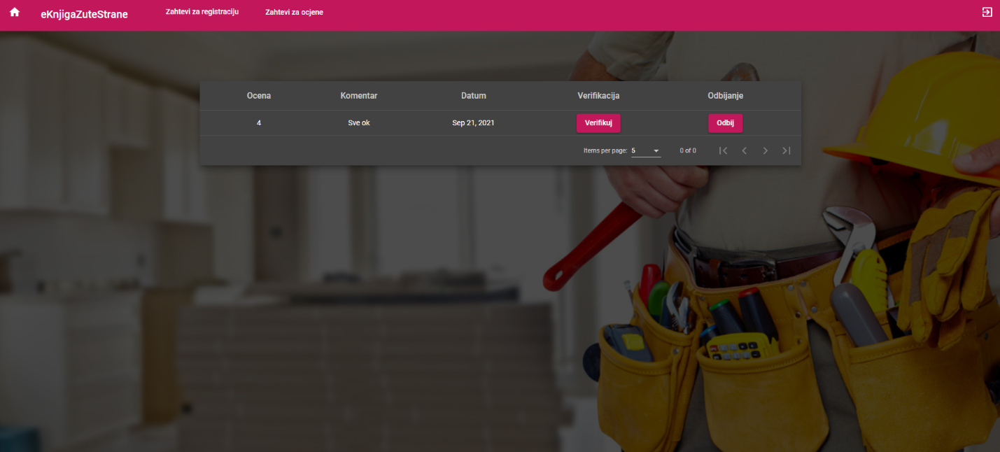 eKnjigaZuteStrane Zahtevi za registraciju Zahtevi za ocjene
Ocena Komentar Datum Verifikacija Odbijanje
4 Sve ok Sep 21, 2021 Verifikuj Odbij
Items per page: 5 0 of 0